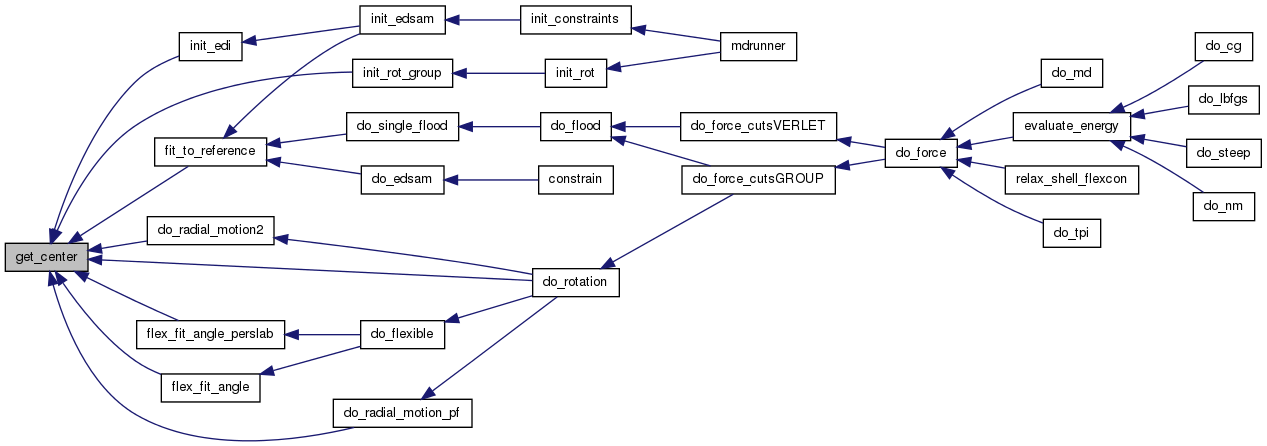 init_edsam
init_constraints
init_edi
mdrunner
do_cg
init_rot_group
init_rot
do_md
do_lbfgs
do_single_flood
do_flood
do_force_cutsVERLET
evaluate_energy
fit_to_reference
do_force
do_steep
do_edsam
constrain
do_force_cutsGROUP
relax_shell_flexcon
do_nm
do_radial_motion2
do_tpi
get_center
do_rotation
flex_fit_angle_perslab
do_flexible
flex_fit_angle
do_radial_motion_pf